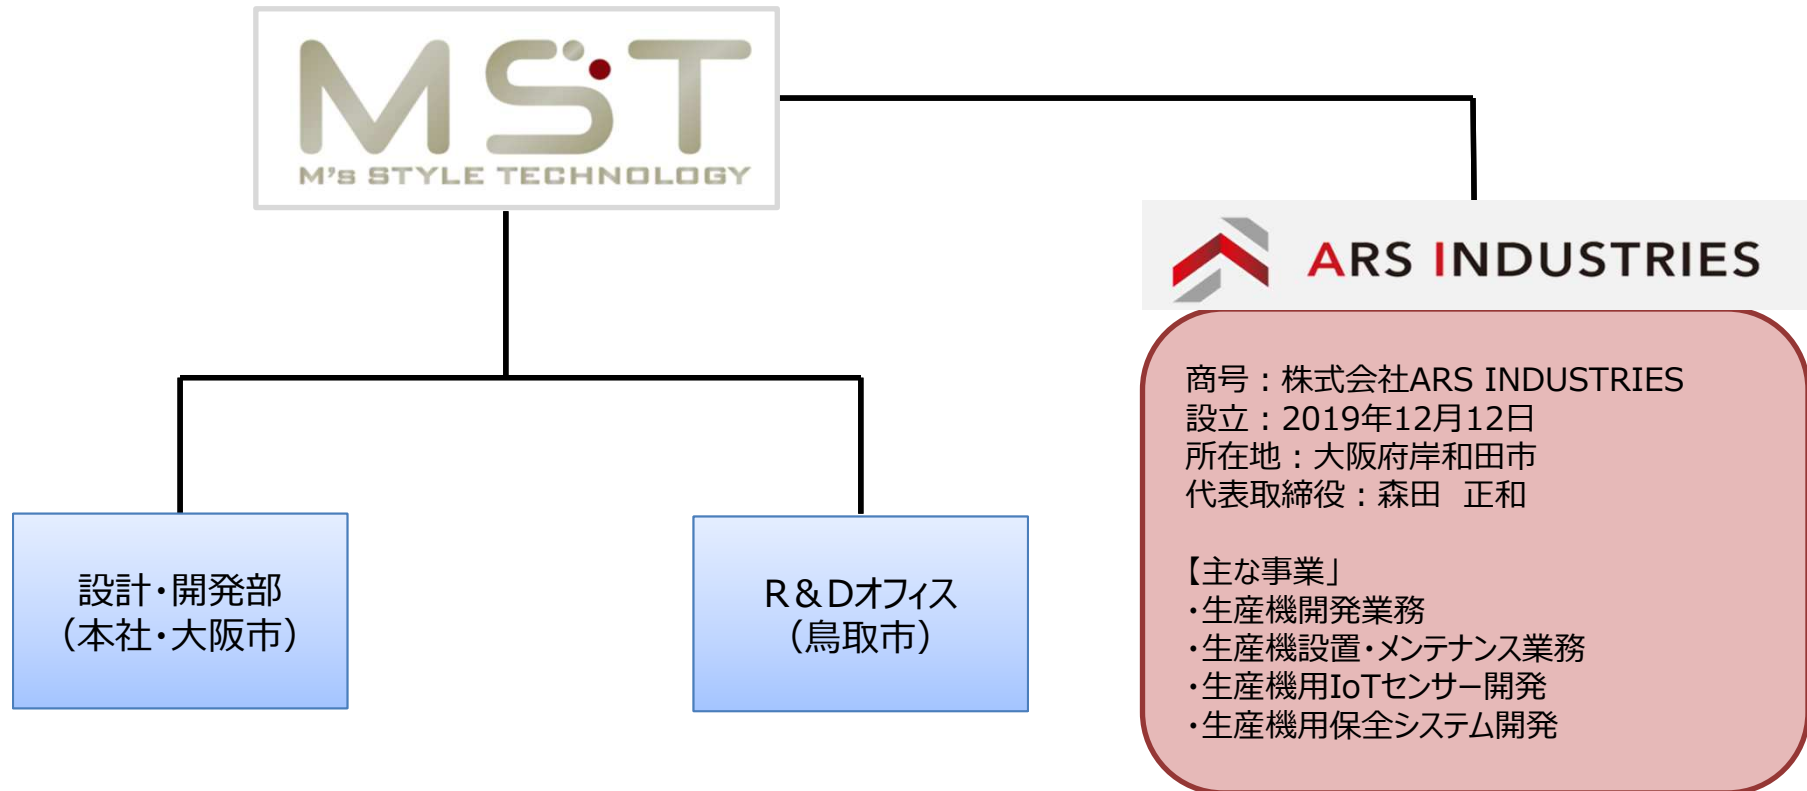 MST
M's STYLE TECHNOLOGY
ARS INDUSTRIES
商号：株式会社ARS INDUSTRIES
設立：2019年12月12日
所在地：大阪府岸和田市
代表取締役：森田　正和
【主な事業」
・生産機開発業務
・生産機設置・メンテナンス業務
・生産機用IoTセンサー開発
・生産機用保全システム開発
設計・開発部
（本社・大阪市）
R＆Dオフィス
（鳥取市）